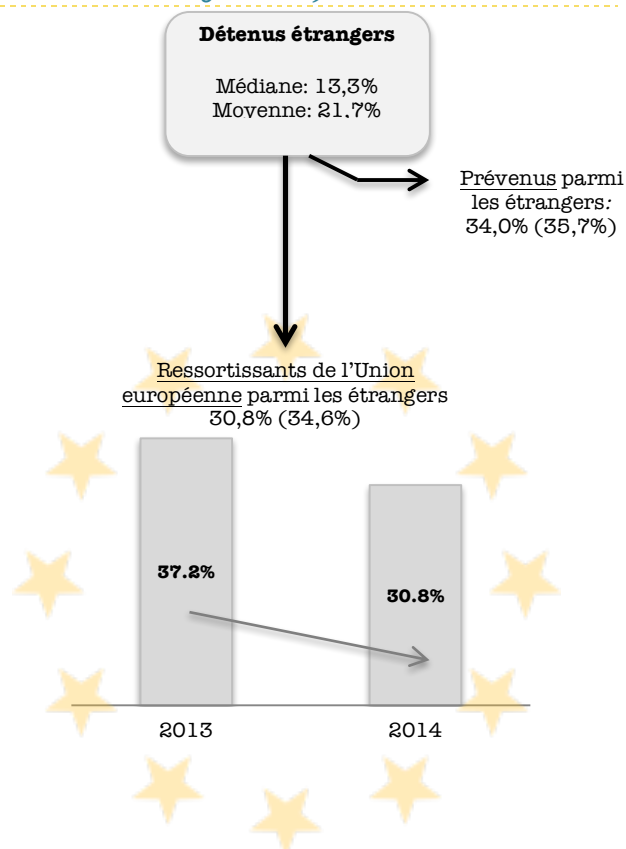 Détenus étrangers
Médiane: 13,3%
Moyenne: 21,7%
Prévenus parmi
les étrangers:
34,0% (35,7%)
Ressortissants de l'Union
européenne parmi les étrangers
30,8% (34,6%)
37.2%
30.8%
2013
2014